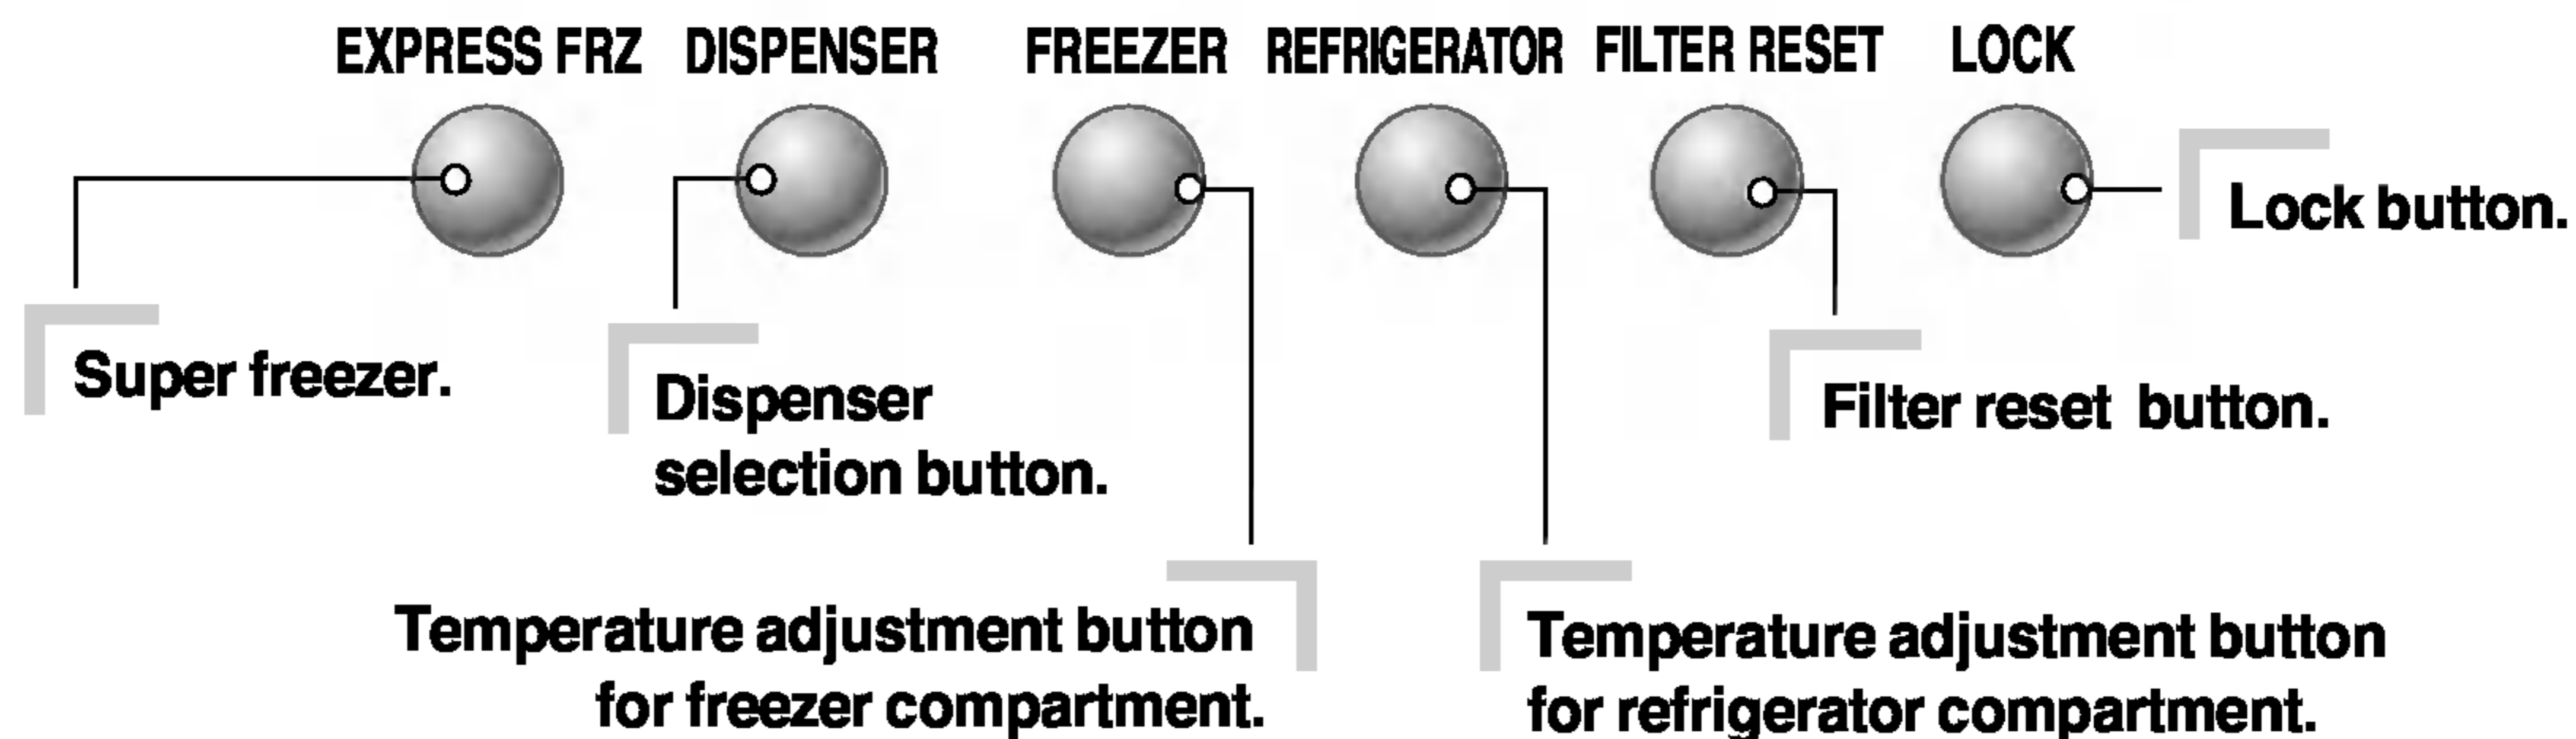 EXPRESS FRZ DISPENSER FREEZER REFRIGERATOR FILTER RESET LOCK
Lock button.
Super freezer.
Dispenser
selection button.
Filter reset button.
Temperature adjustment button
for freezer compartment.
Temperature adjustment button
for refrigerator compartment.